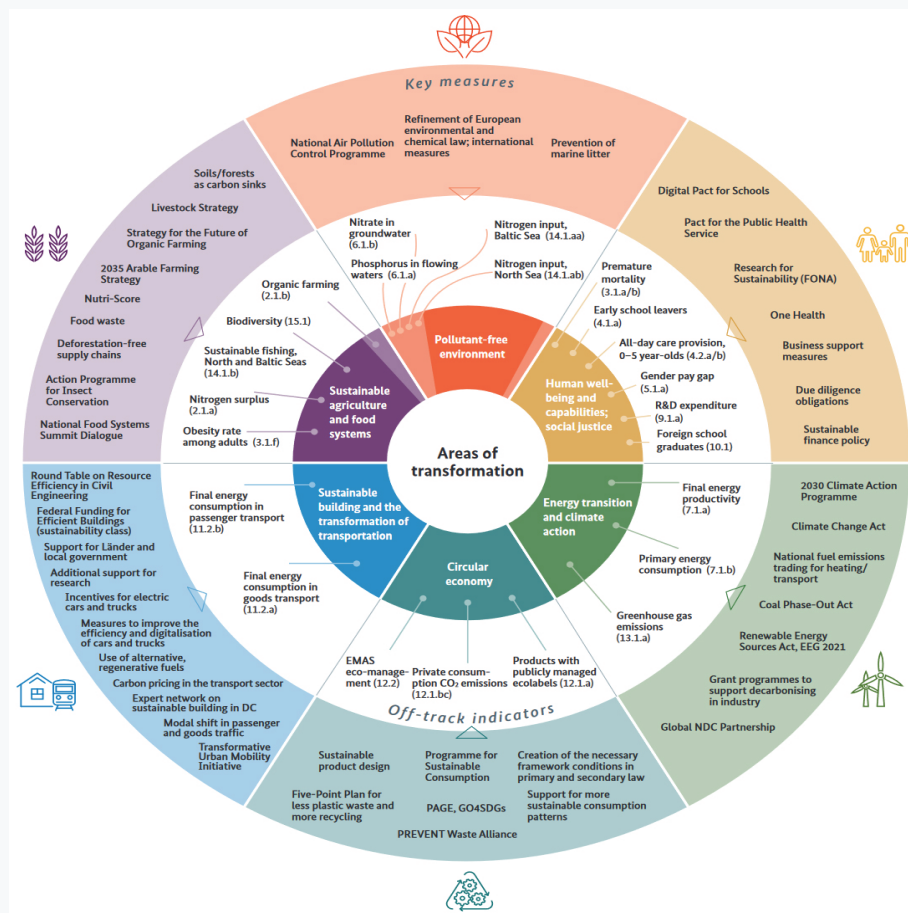 Key measures
National Air Pollution
Control Programme
Refinement of European
environmental and
chemical law; international
measures
Prevention of
marine litter
Soils/forests
as carbon sinks
Livestock Strategy
Strategy for the Future of
Organic Farming
2035 Arable Farming
Strategy
Nutri-Score
Food waste
Deforestation-free
supply chains
Action Programme
for Insect
Conservation
National Food Systems
Summit Dialogue
Digital Pact for Schools
Pact for the Public Health
Service
Research for
Sustainability (FONA)
One Health
Business support
measures
Due diligence
obligations
Sustainable
finance policy
Nitrate in
groundwater
(6.1.b)
Phosphorus in flowing
waters (6.1.a)
Nitrogen input,
Baltic Sea (14.1.aa)
Nitrogen input,
North Sea (14.1.ab)
Organic farming
(2.1.b)
Biodiversity (15.1)
Sustainable fishing,
North and Baltic Seas
(14.1.b)
Nitrogen surplus
(2.1.a)
Obesity rate
among adults (3.1.f)
Premature
mortality
(3.1.a/b)
Early school leavers
(4.1.a)
All-day care provision,
0–5 year-olds (4.2.a/b)
Gender pay gap
(5.1.a)
R&D expenditure
(9.1.a)
Foreign school
graduates (10.1)
Pollutant-free
environment
Sustainable
agriculture
and food
systems
Human well-
being and
capabilities;
social justice
Areas of
transformation
Sustainable
building and the
transformation of
transportation
Energy transition
and climate
action
Circular
economy
Final energy
consumption in
passenger transport
(11.2.b)
Final energy
consumption in
goods transport
(11.2.a)
Final energy
productivity
(7.1.a)
Primary energy
consumption (7.1.b)
Greenhouse gas
emissions
(13.1.a)
EMAS
eco-manage-
ment (12.2)
Private consum-
ption CO₂ emissions
(12.1.bc)
Products with
publicly managed
ecolabels (12.1.a)
Off-track indicators
Round Table on Resource
Efficiency in Civil
Engineering
Federal Funding for
Efficient Buildings
(sustainability class)
Support for Länder and
local government
Additional support for
research
Incentives for electric
cars and trucks
Measures to improve the
efficiency and digitalisation
of cars and trucks
Use of alternative,
regenerative fuels
Carbon pricing in the transport sector
Expert network on
sustainable building in DC
Modal shift in passenger
and goods traffic
Transformative
Urban Mobility
Initiative
2030 Climate Action
Programme
Climate Change Act
National fuel emissions
trading for heating/
transport
Coal Phase-Out Act
Renewable Energy
Sources Act, EEG 2021
Grant programmes to
support decarbonising
in industry
Global NDC Partnership
Sustainable
product design
Programme for
Sustainable
Consumption
Creation of the necessary
framework conditions in
primary and secondary law
Five-Point Plan for
less plastic waste and
more recycling
PAGE, GO4SDGs
Support for more
sustainable consumption
patterns
PREVENT Waste Alliance